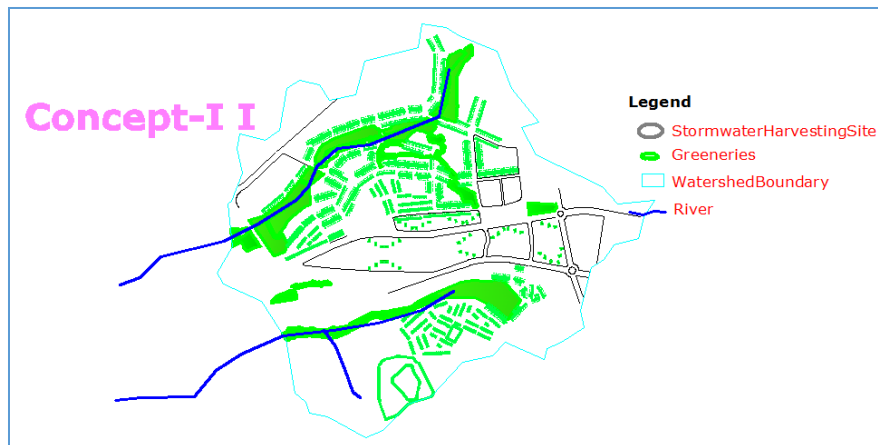 Concept-I I
Legend
StormwaterHarvestingSite
Greeneries
WatershedBoundary
River